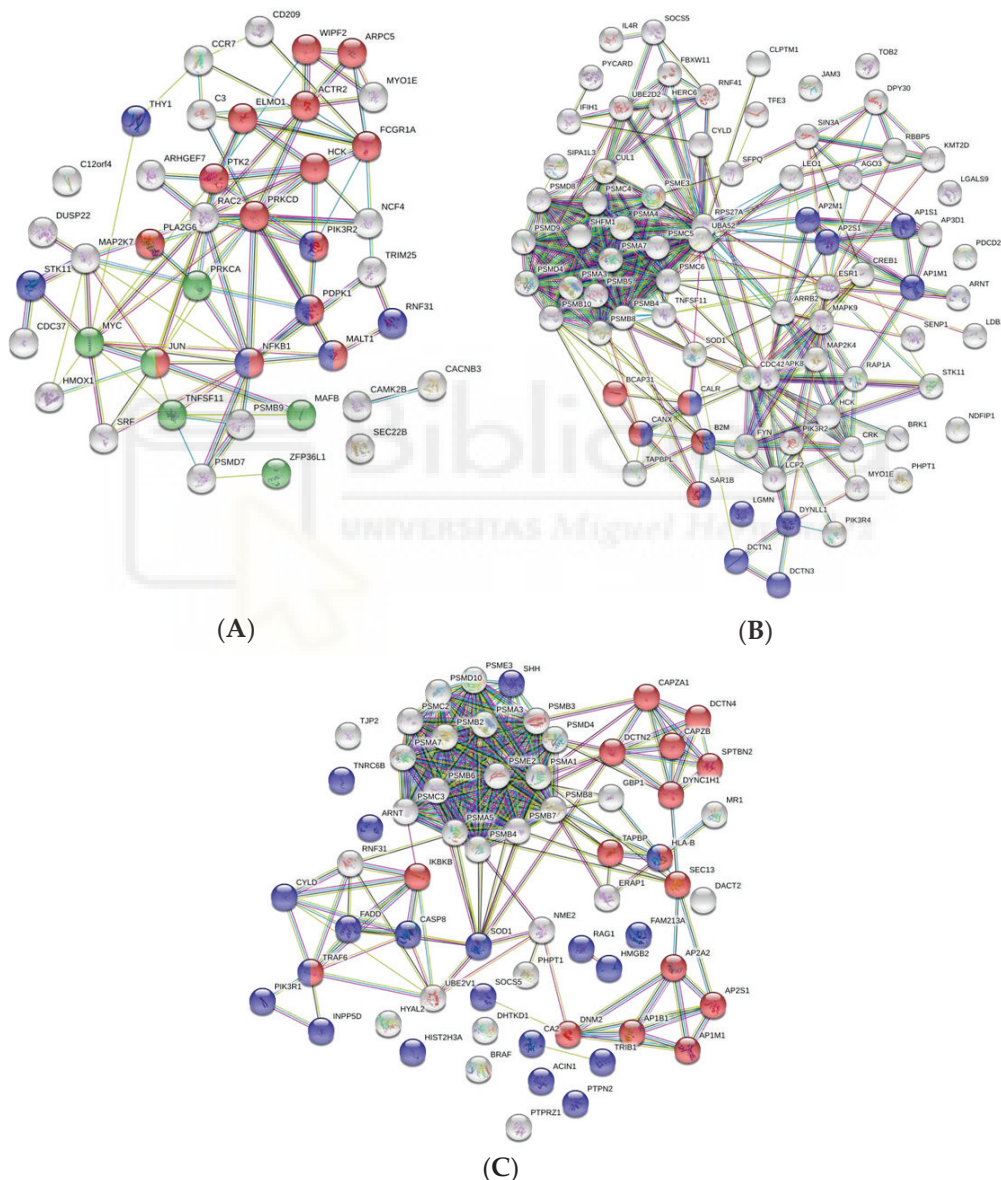 CD209
WIPF2
ARPC5
CCR7
MYO1E
C3
ACTR2
THY1
ELMO1
FCGR1A
HCK
ARHGEF7
PTK2
C12orf4
RAC2
PRKCD
NCF4
DUSP22
PLA2G6
PIK3R2
MAP2K7
TRIM25
STK11
PRKCA
PDPK1
RNF31
CDC37
MYC
JUN
NFKB1
MALT1
HMOX1
TNFSF11
CACNB3
SRF
PSMB9
MAFB
CAMK2B
SEC22B
PSMD7
ZFP36L1
(A)
IL4R
SOCS5
PYCARD
FBXW11
CLPTM1
TOB2
UBE2D2
HERC6
RNF41
JAM3
IFIH1
TFE3
DPY30
CYLD
SIN3A
RBBP5
SIPA1L3
CUL1
SFPQ
LEO1
AGO3
KMT2D
PSMD8
PSMC4
PSME3
LGALS9
SHFM1
PSMA4
RPS27A
AP2M1
AP1S1
PSMD9
UBA52
AP2S1
AP3D1
PSMA7
PSMC5
PDCD2
PSMD4
PSMA3
PSMC6
ESR1
CREB1
AP1M1
PSMB5
ARNT
PSMB10
PSMB4
TNFSF11
ARRB2
PSMB8
MAPK9
SENP1
LDB
SOD1
MAP2K4
CDC42
APK8
RAP1A
STK11
BCAP31
CALR
HCK
NDFIP1
CANX
B2M
FYN
PIK3R2
CRK
BRK1
TAPBPL
LCP2
MYO1E
PHPT1
SAR1B
LGMN
DYNLL1
PIK3R4
DCTN1
DCTN3
(B)
Biblio
UNIVERSITAS Miguel Hernández
PSME3
SHH
PSMD10
CAPZA1
PSMC2
PSMA3
PSMB3
DCTN4
TJP2
PSMB2
PSMD4
DCTN2
CAPZB
PSMA7
SPTBN2
TNRC6B
PSME2
PSMA1
DYNC1H1
PSMB6
GBP1
PSMC3
PSMB8
MR1
ARNT
PSMA5
PSMB7
TAPBP
HLA-B
PSMB4
RNF31
IKBKB
SEC13
ERAP1
DACT2
CYLD
FADD
CASP8
SOD1
NME2
FAM213A
RAG1
HMGB2
TRAF6
PHPT1
AP2A2
PIK3R1
UBE2V1
SOCS5
AP2S1
INPP5D
HYAL2
DHTKD1
DNM2
AP1B1
CA2
AP1M1
HIST2H3A
TRIB1
BRAF
ACIN1
PTPN2
PTPRZ1
(C)